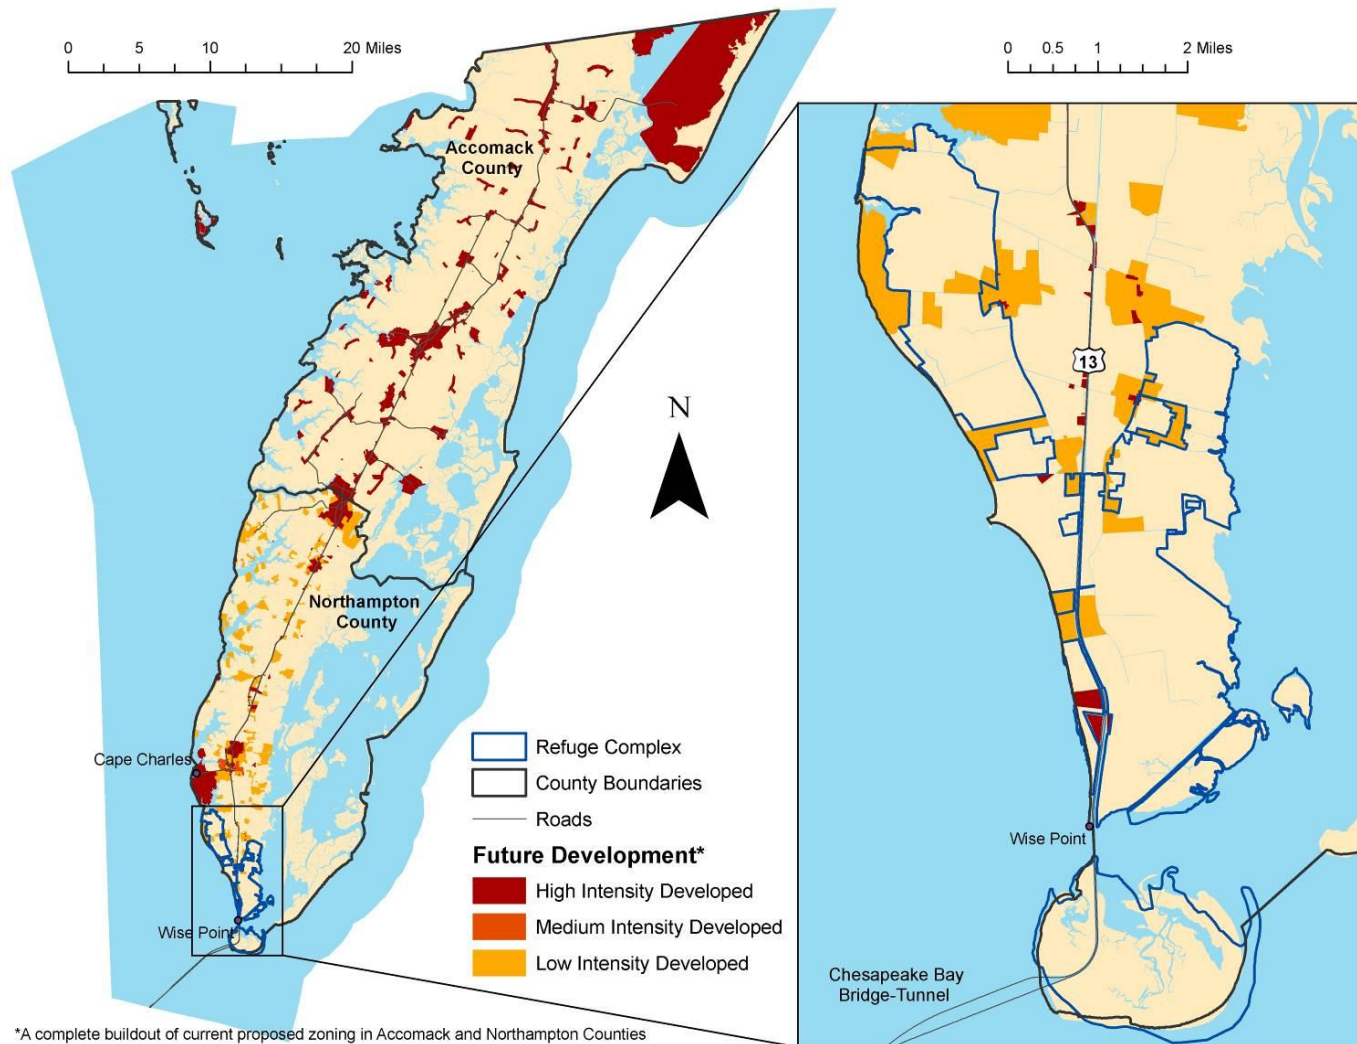 0 5 10 20 Miles
0 0.5 1 2 Miles
Accomack
County
13
N
Northampton
County
Cape Charles
Wise Point
Refuge Complex
County Boundaries
Roads
Future Development*
High Intensity Developed
Medium Intensity Developed
Low Intensity Developed
Wise Point
Chesapeake Bay
Bridge-Tunnel
*A complete buildout of current proposed zoning in Accomack and Northampton Counties